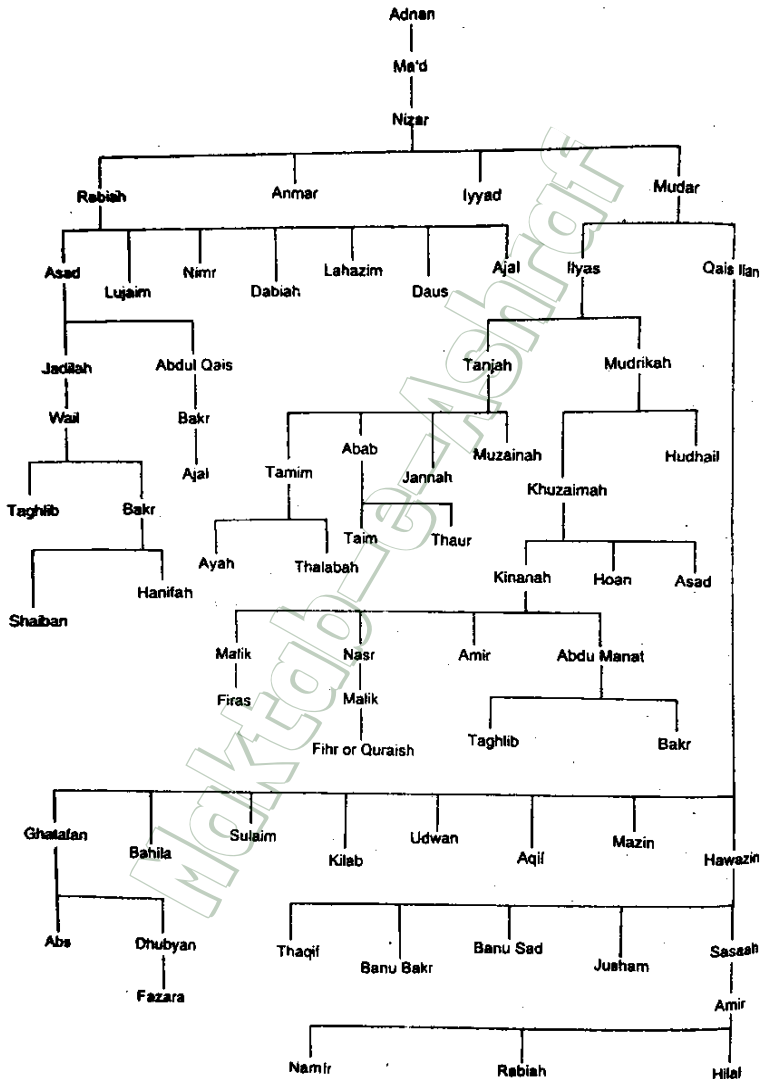 Adnan
Ma'd
Nizar
Rabiah Anmar Iyyad Mudar
Asad Lujaim Nimr Dabiah Lahazim Daus Ajal Ilyas Qais Ilan
Jadilah Abdul Qais Tanjah Mudrikah
Wail Bakr Tamim Abab Jannah Muzainah Khuzaimah Hudhail
Ajal
Taghlib Bakr Ayah Thalabah Taim Thaur Kinanah Hoan Asad
Shaiban Hanifah
Malik Nasr Amir Abdu Manat
Firas Malik
Fihr or Quraish Taghlib Bakr
Ghatafan Bahila Sulaim Kilab Udwan Aqif Mazin Hawazin
Abs Dhubyan Thaqif Banu Bakr Banu Sad Jusham Sasaah
Fazara Amir
Namir Rabiah Hilal
Maktab-e-Ashraf